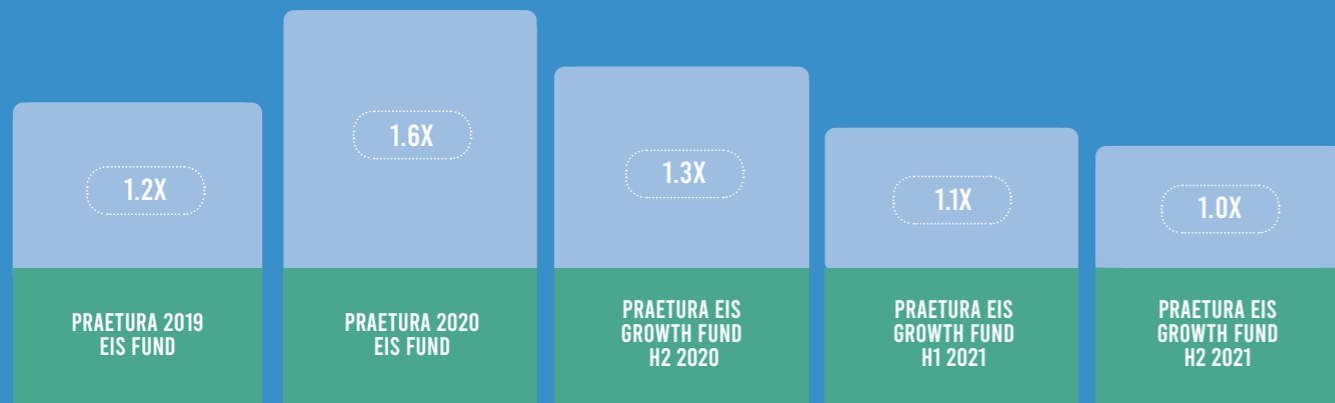 1.2X
1.6X
1.3X
1.1X
1.0X
PRAETURA 2019
EIS FUND
PRAETURA 2020
EIS FUND
PRAETURA EIS
GROWTH FUND
H2 2020
PRAETURA EIS
GROWTH FUND
H1 2021
PRAETURA EIS
GROWTH FUND
H2 2021